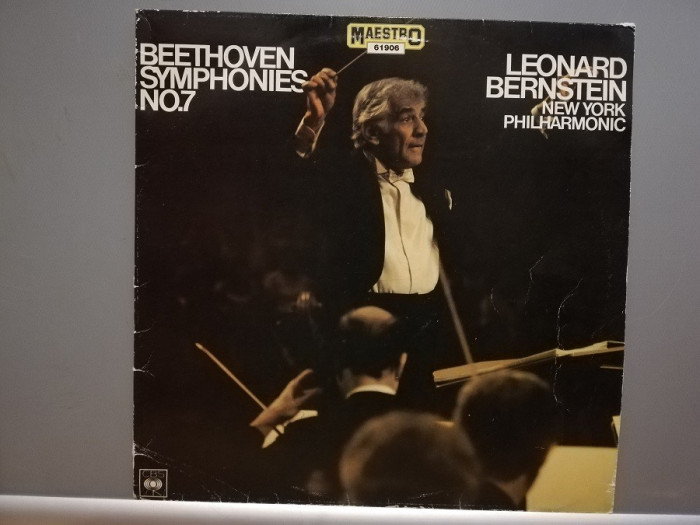 MAESTRO
61906
BEETHOVEN
SYMPHONIES
NO.7
LEONARD
BERNSTEIN
NEW YORK
PHILHARMONIC
CBS